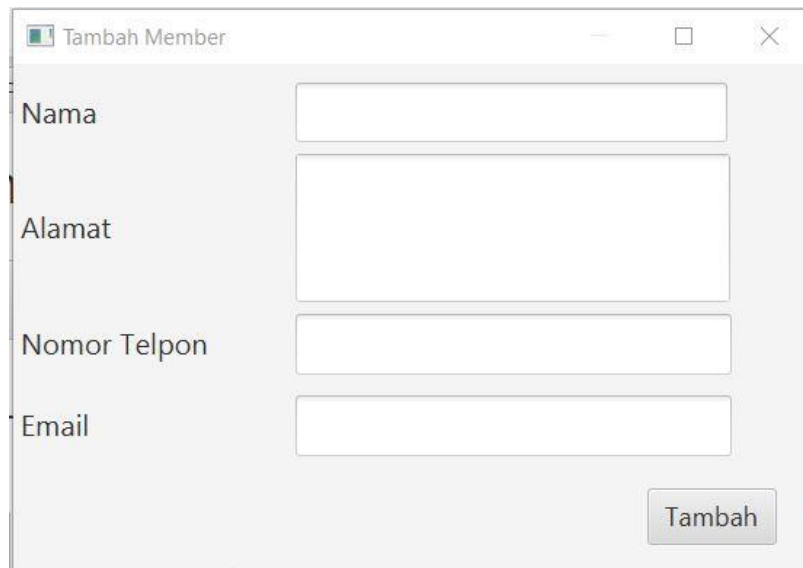 Tambah Member
Nama
Alamat
Nomor Telpon
Email
Tambah